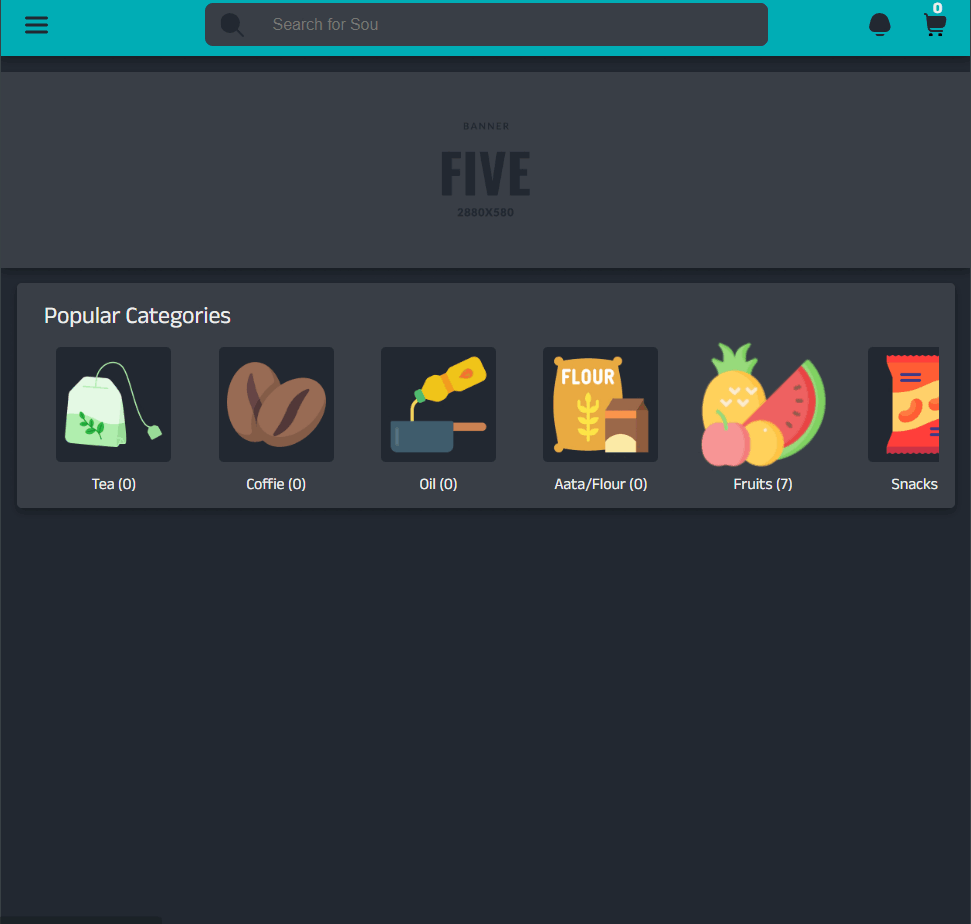 Search for Sou
0
BANNER
FIVE
2880X580
Popular Categories
FLOUR
Tea (0)
Coffie (0)
Oil (0)
Aata/Flour (0)
Fruits (7)
Snacks